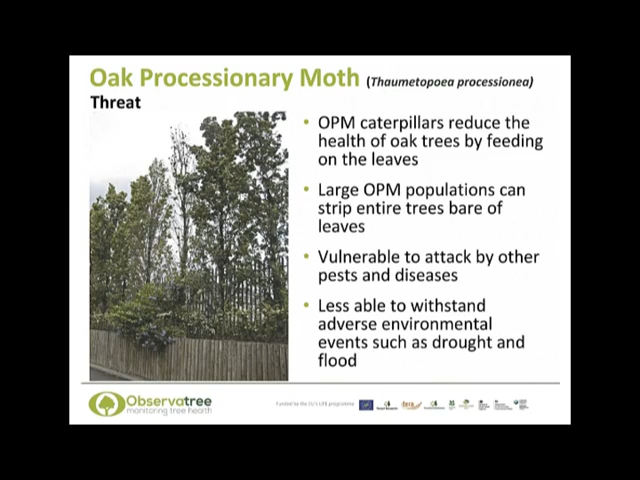 Oak Processionary Moth (Thaumetopoea processionea)
Threat
• OPM caterpillars reduce the
health of oak trees by feeding
on the leaves
• Large OPM populations can
strip entire trees bare of
leaves
• Vulnerable to attack by other
pests and diseases
• Less able to withstand
adverse environmental
events such as drought and
flood
Observatree
monitoring tree health
Funded by the EU's LIFE programme
fera